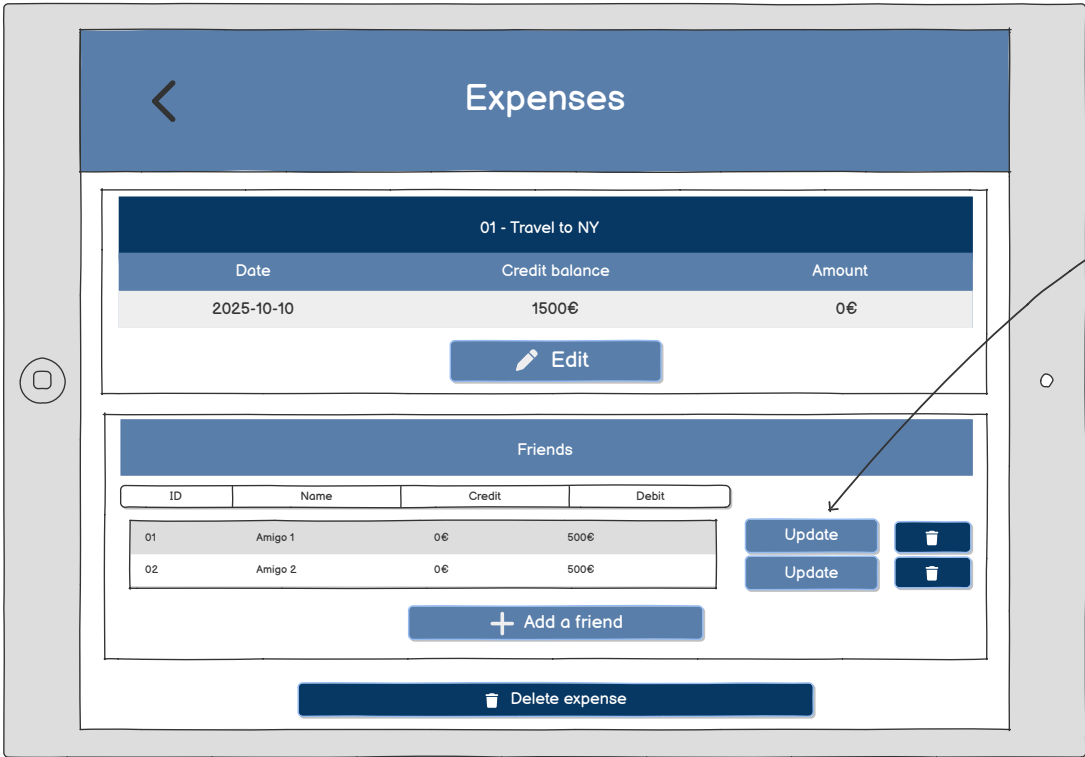 Expenses
01 - Travel to NY
Date Credit balance Amount
2025-10-10 1500€ 0€
Edit
Friends
ID Name Credit Debit
01 Amigo 1 0€ 500€ Update
02 Amigo 2 0€ 500€ Update
Add a friend
Delete expense